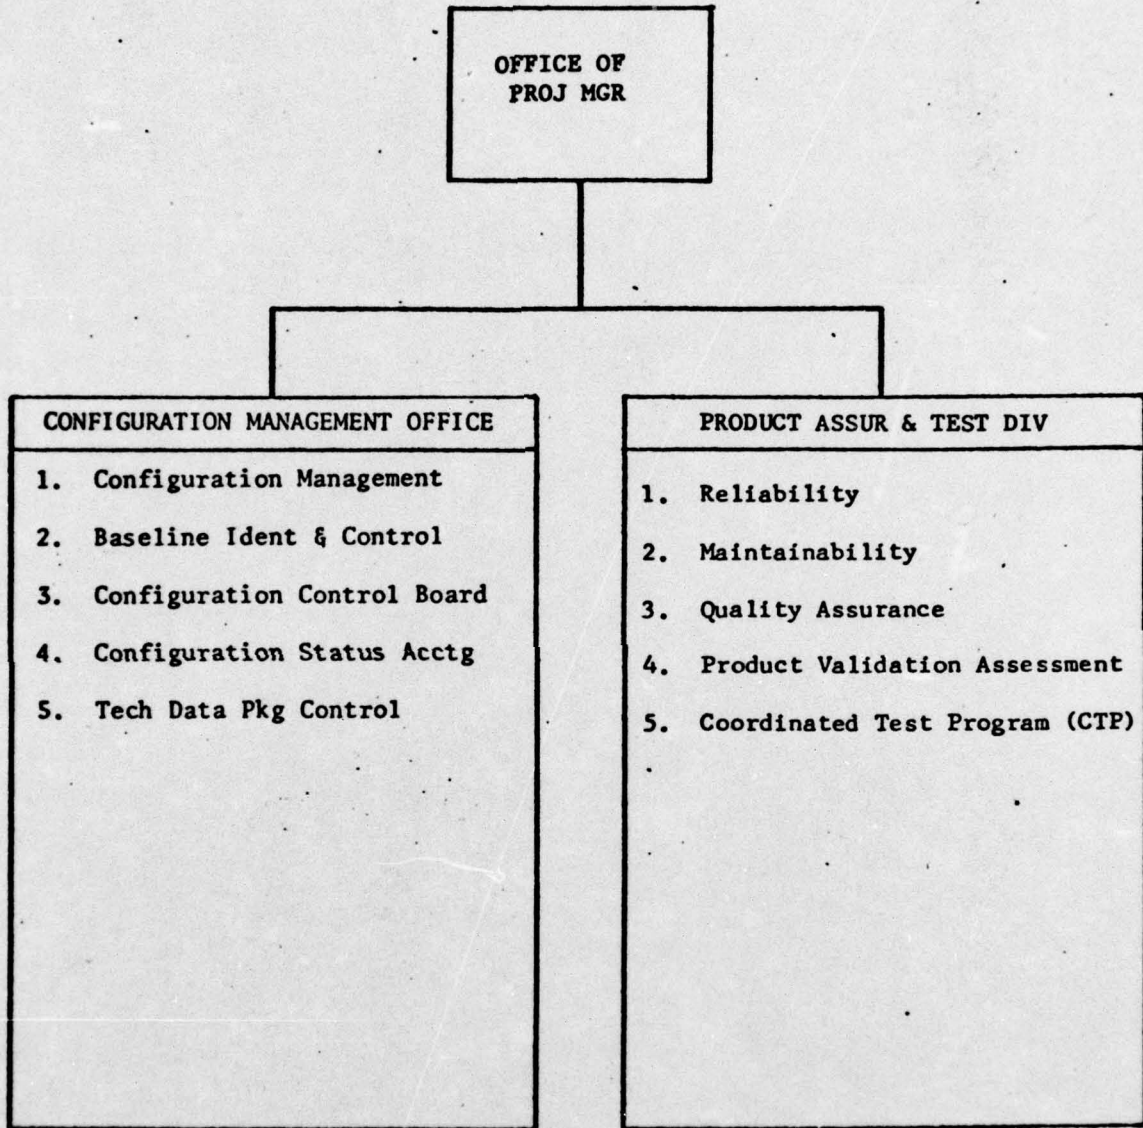 OFFICE OF
PROJ MGR
CONFIGURATION MANAGEMENT OFFICE
1. Configuration Management
2. Baseline Ident & Control
3. Configuration Control Board
4. Configuration Status Acctg
5. Tech Data Pkg Control
PRODUCT ASSUR & TEST DIV
1. Reliability
2. Maintainability
3. Quality Assurance
4. Product Validation Assessment
5. Coordinated Test Program (CTP)